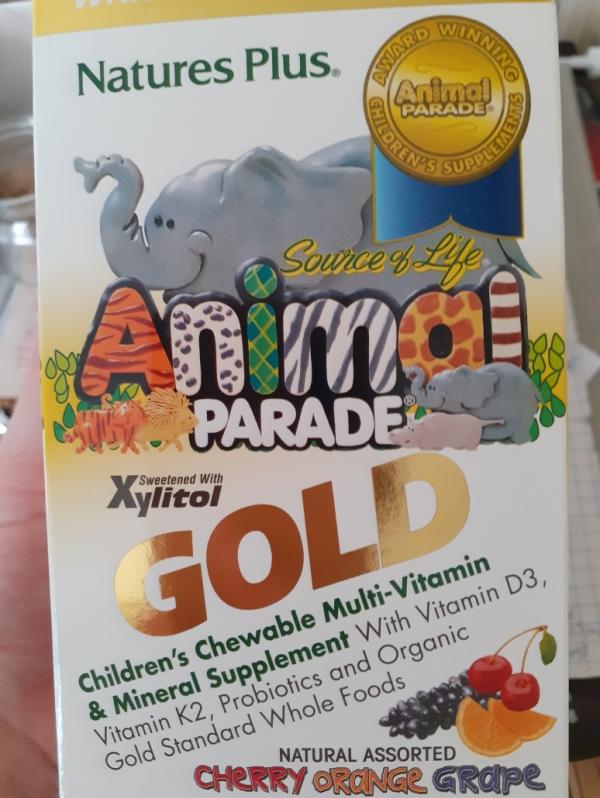 Natures Plus®
AWARD WINNING
Animal
PARADE®
CHILDREN'S SUPPLEMENTS
Source of Life®
Animal
PARADE®
Sweetened With
Xylitol
GOLD
Children's Chewable Multi-Vitamin
& Mineral Supplement With Vitamin D3,
Vitamin K2, Probiotics and Organic
Gold Standard Whole Foods
NATURAL ASSORTED
CHERRY ORANGE GRAPE